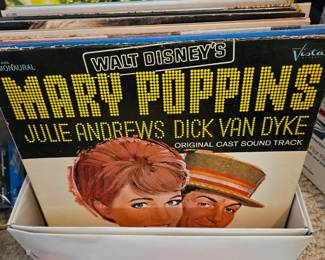 MONAURAL
WALT DISNEY'S
Vista
MARY POPPINS
JULIE ANDREWS DICK VAN DYKE
ORIGINAL CAST SOUND TRACK